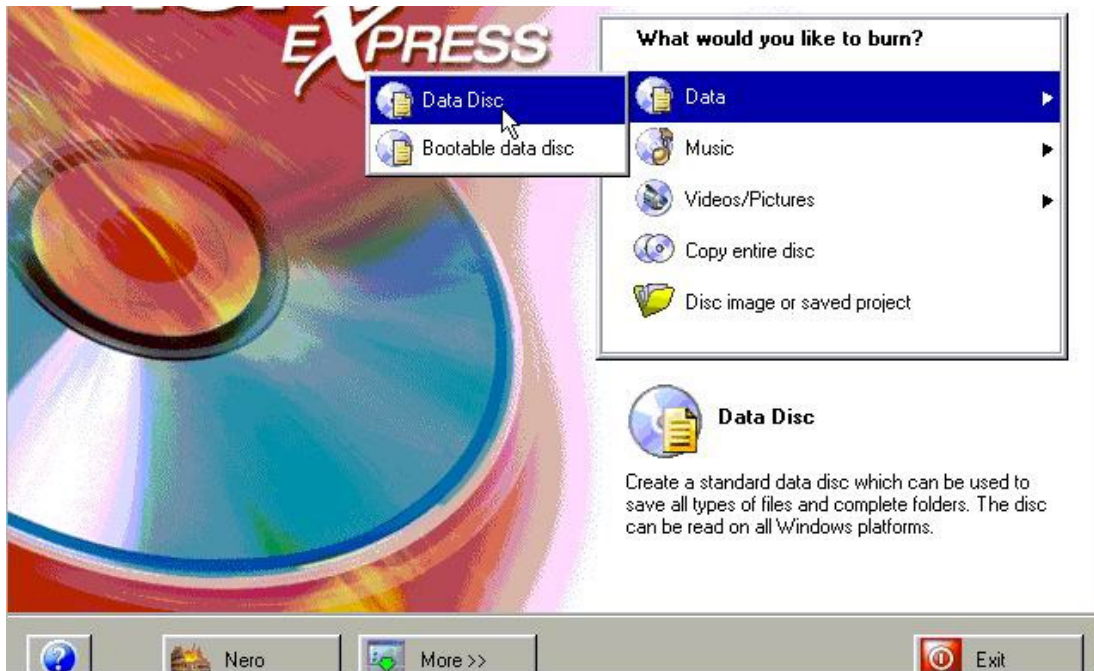 EXPRESS
What would you like to burn?
Data Disc
Bootable data disc
Data
Music
Videos/Pictures
Copy entire disc
Disc image or saved project
Data Disc
Create a standard data disc which can be used to
save all types of files and complete folders. The disc
can be read on all Windows platforms.
Nero
More >>
Exit